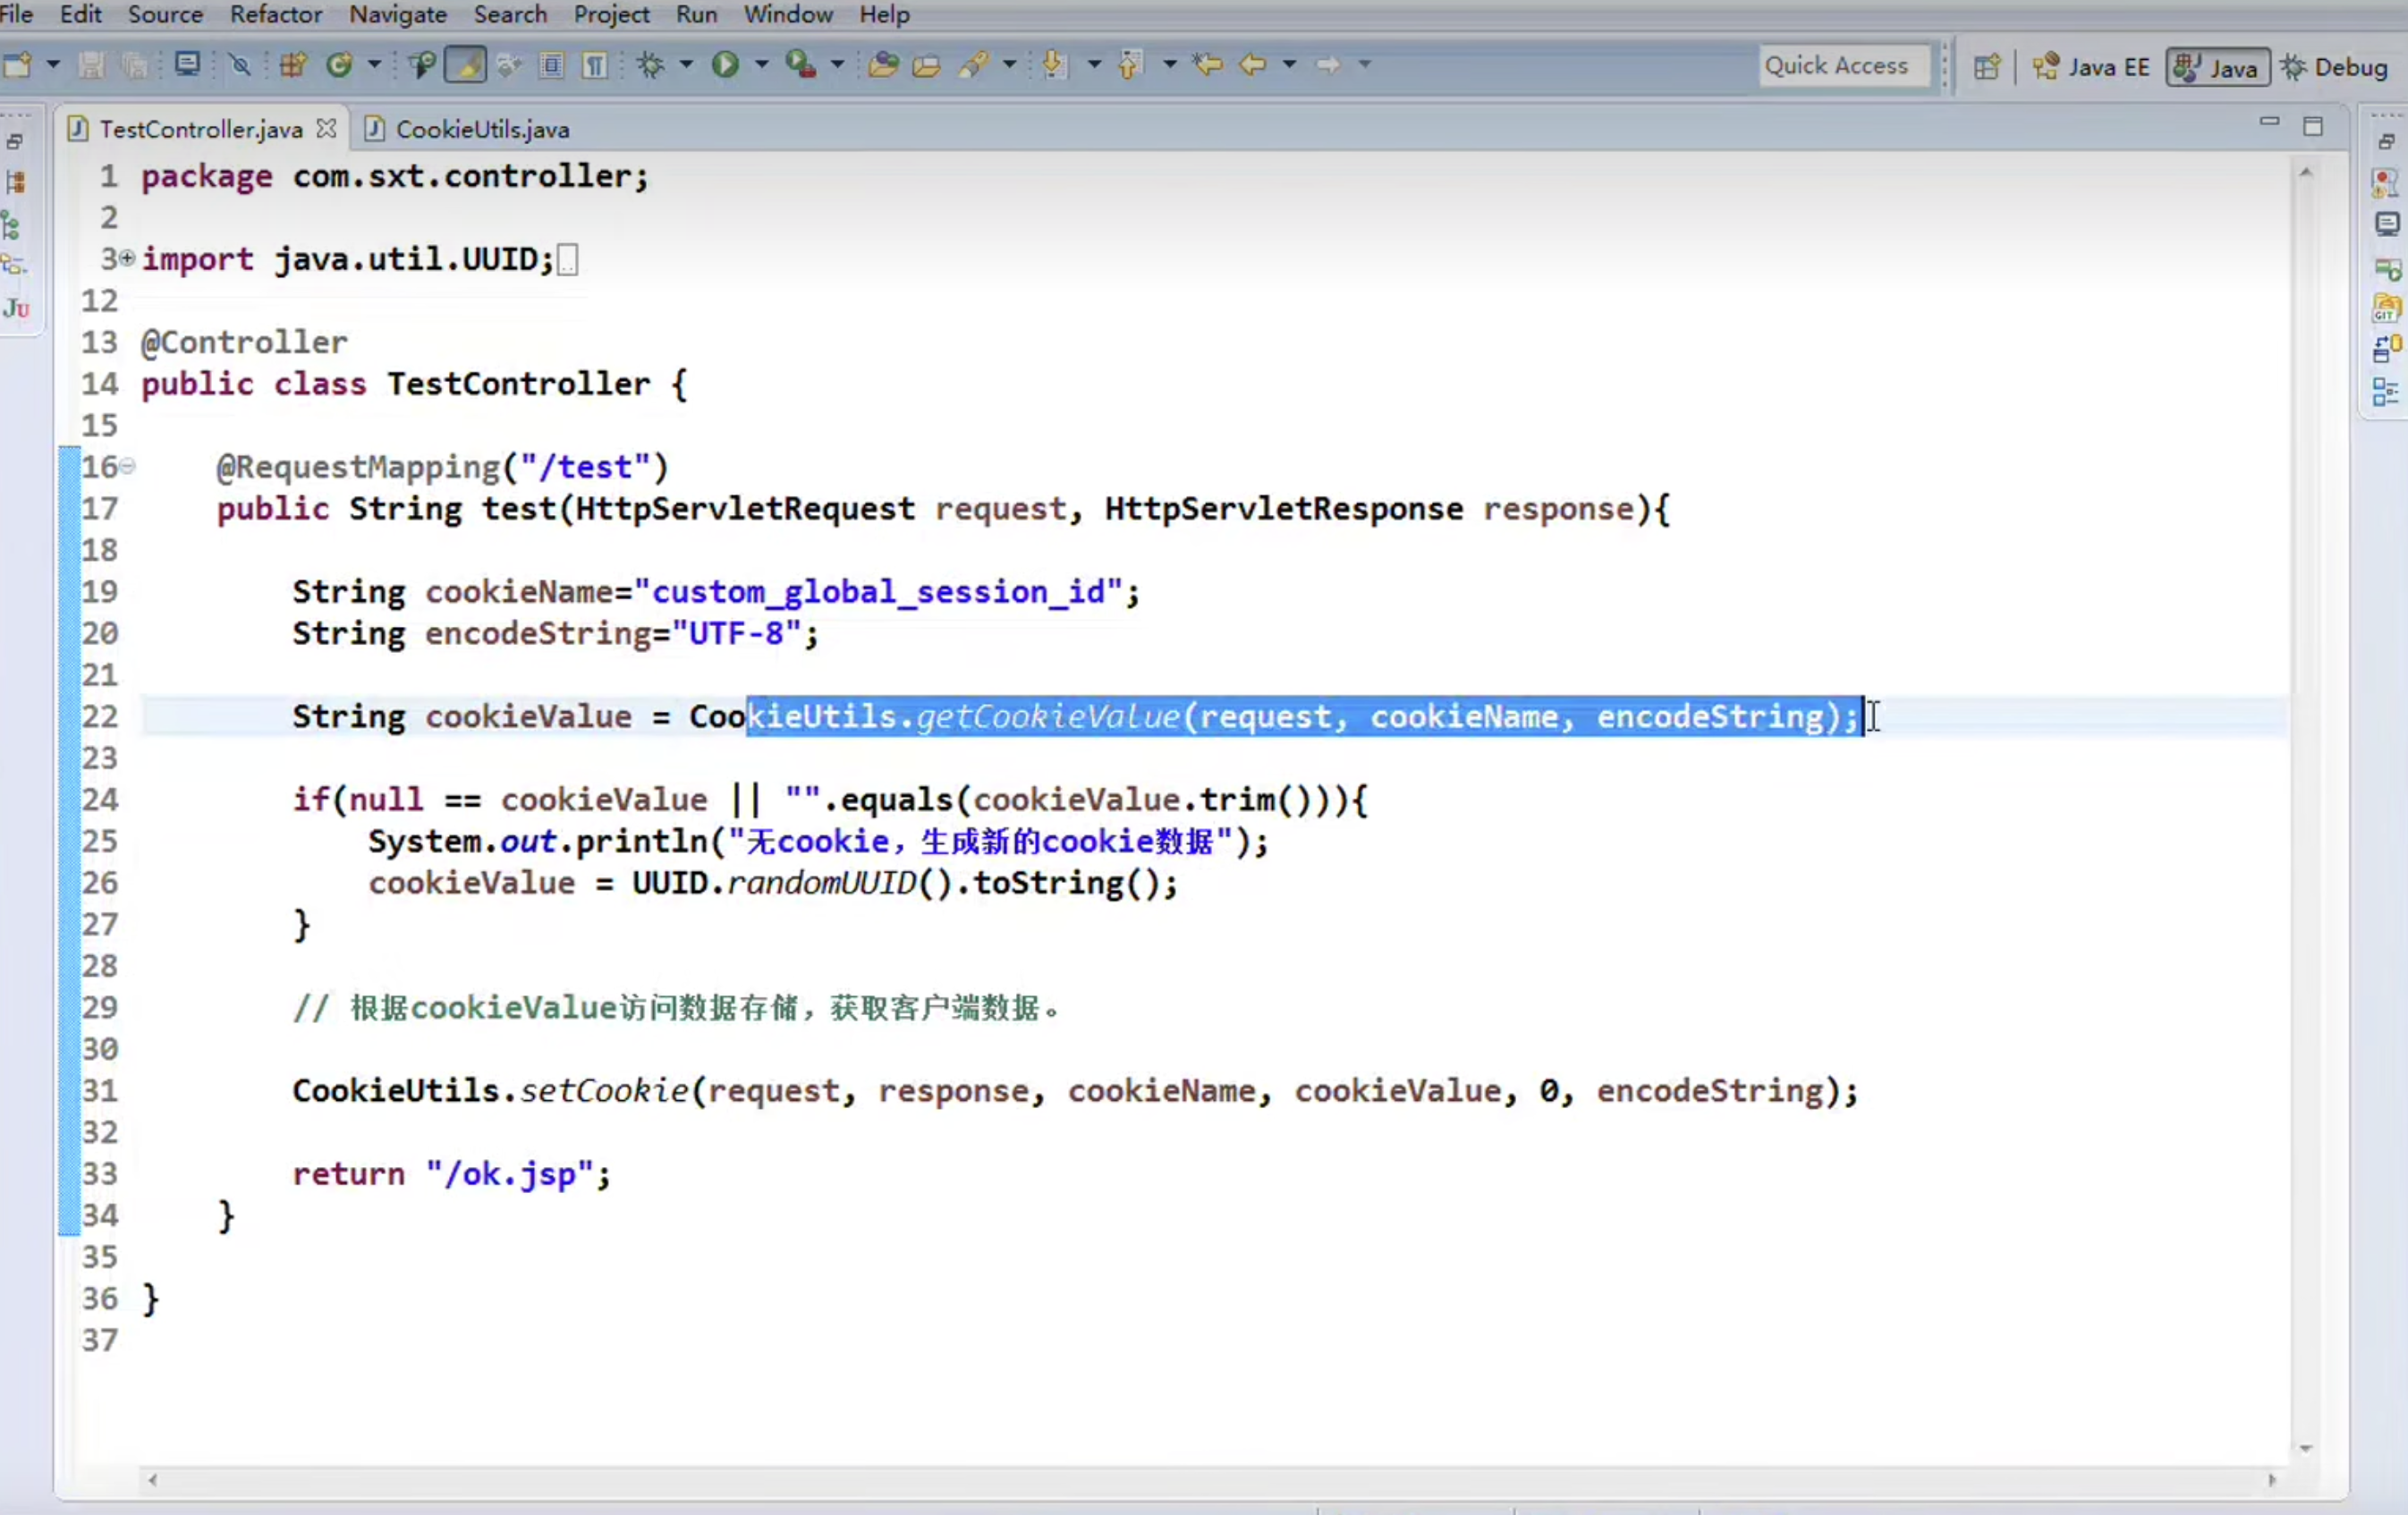 File Edit Source Refactor Navigate Search Project Run Window Help
Quick Access Java EE Java Debug
TestController.java CookieUtils.java
1 package com.sxt.controller;
2
3 import java.util.UUID;
12
13 @Controller
14 public class TestController {
15
16 @RequestMapping("/test")
17 public String test(HttpServletRequest request, HttpServletResponse response){
18
19 String cookieName="custom_global_session_id";
20 String encodeString="UTF-8";
21
22 String cookieValue = CookieUtils.getCookieValue(request, cookieName, encodeString);
23
24 if(null == cookieValue || "".equals(cookieValue.trim())){
25 System.out.println("无cookie，生成新的cookie数据");
26 cookieValue = UUID.randomUUID().toString();
27 }
28
29 // 根据cookieValue访问数据存储，获取客户端数据。
30
31 CookieUtils.setCookie(request, response, cookieName, cookieValue, 0, encodeString);
32
33 return "/ok.jsp";
34 }
35
36 }
37
Ju
GIT